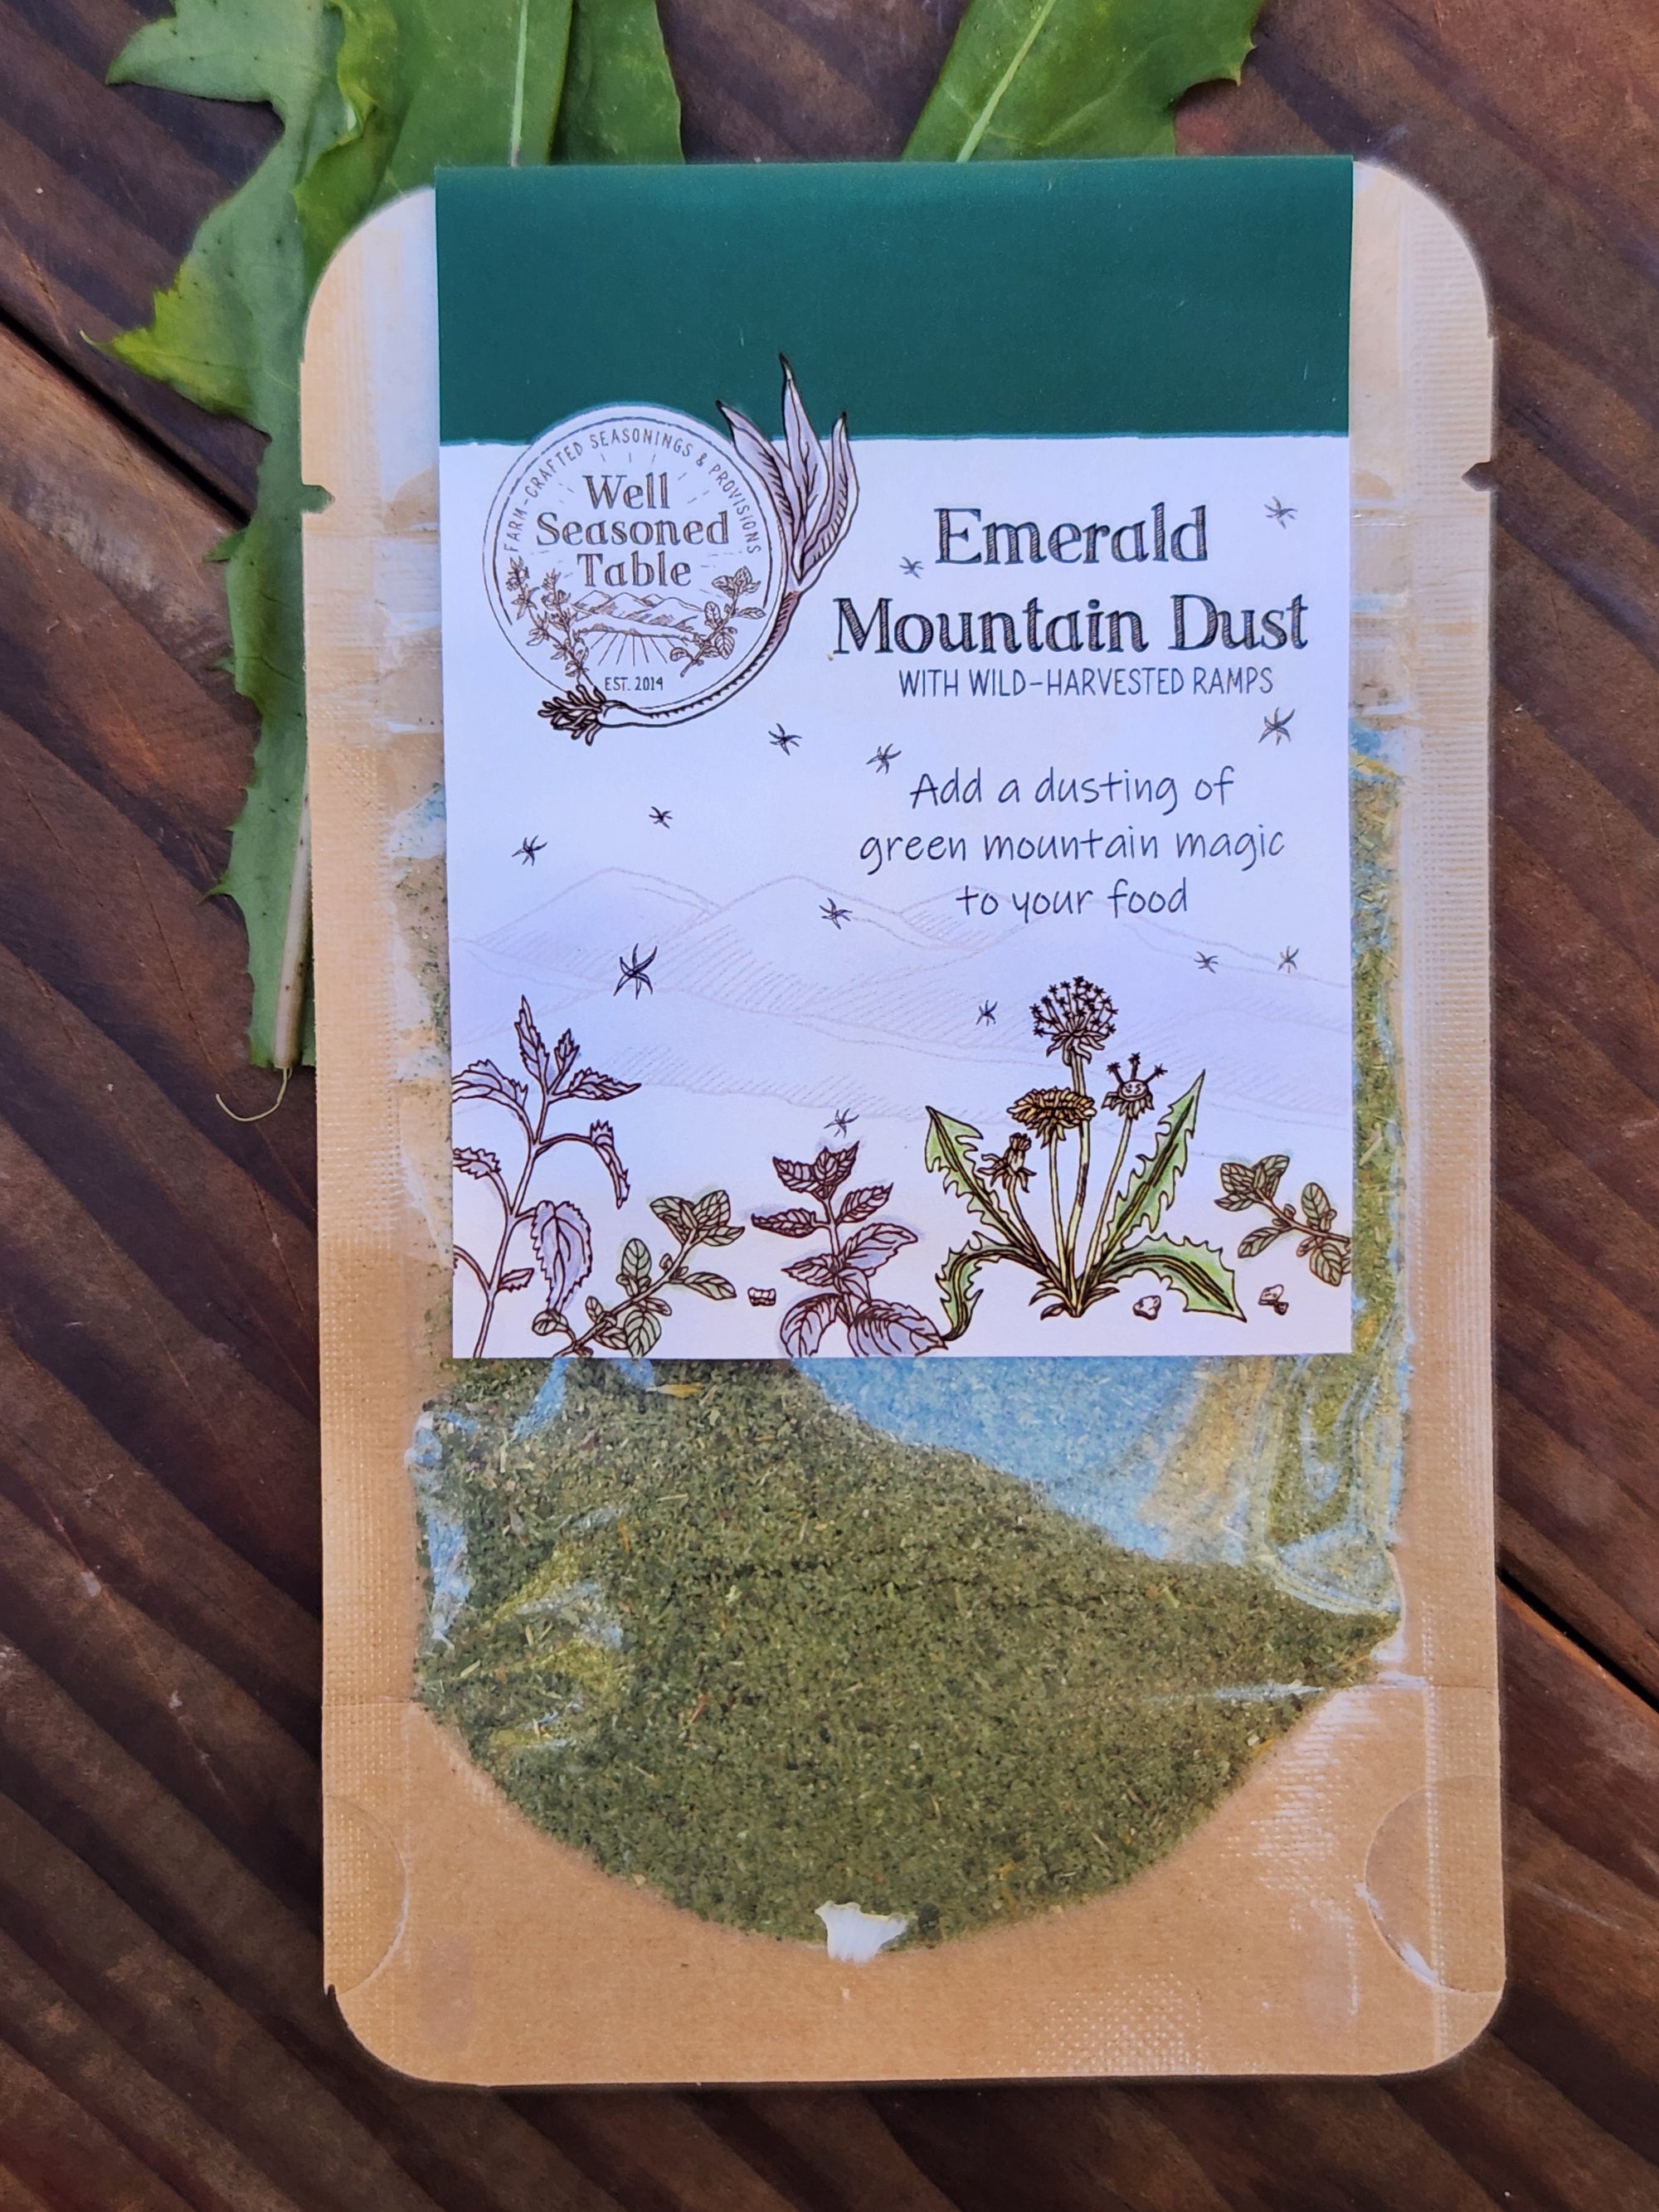 FARM-CRAFTED SEASONINGS & PROVISIONS
Well
Seasoned
Table
EST. 2014
Emerald
Mountain Dust
WITH WILD-HARVESTED RAMPS
Add a dusting of
green mountain magic
to your food